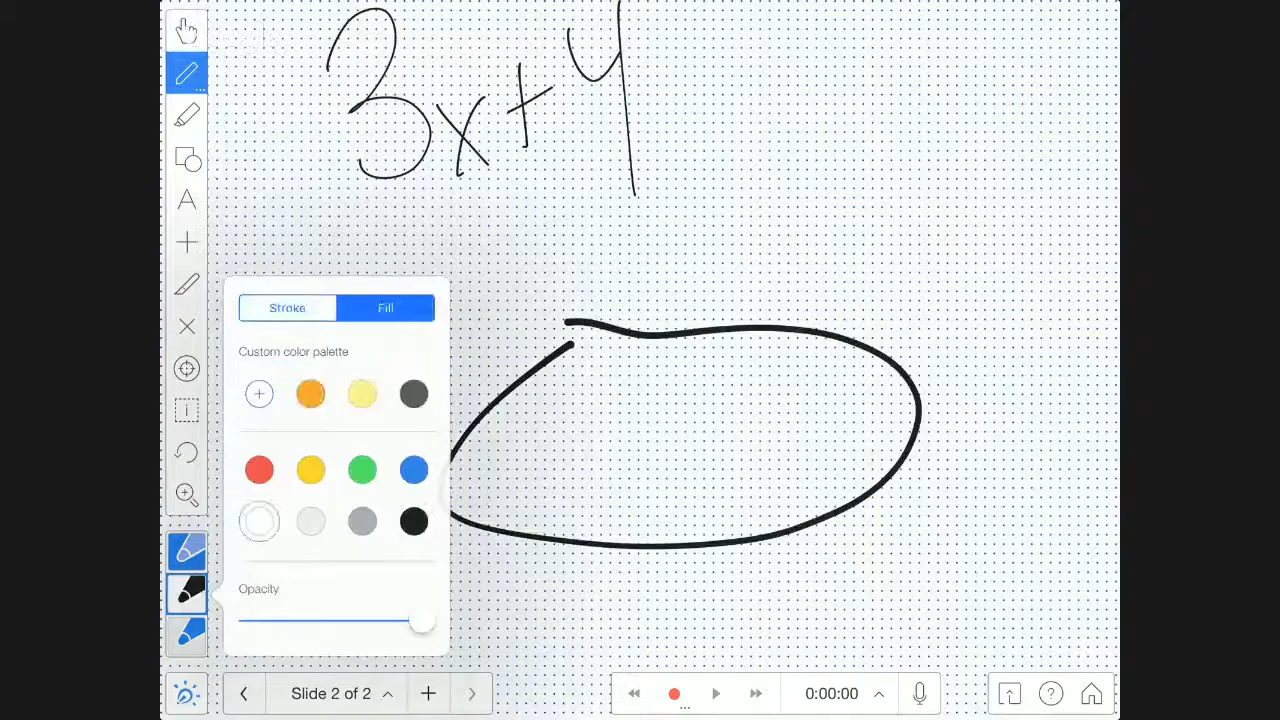 3x+4
Stroke Fill
Custom color palette
Opacity
Slide 2 of 2
0:00:00